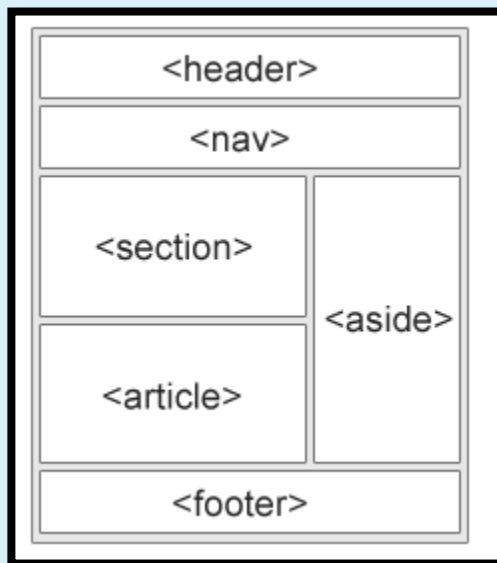 <header>
<nav>
<section>
<aside>
<article>
<footer>